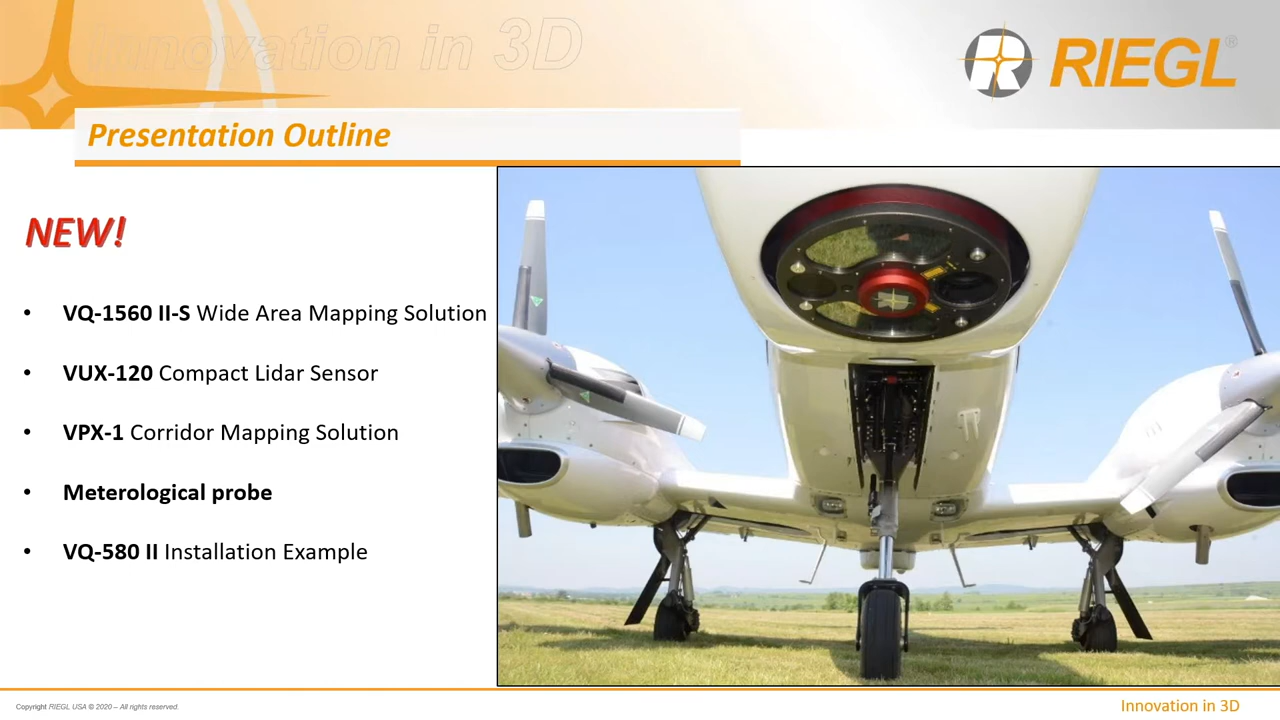 Innovation in 3D
RIEGL®
Presentation Outline
NEW!
• VQ-1560 II-S Wide Area Mapping Solution
• VUX-120 Compact Lidar Sensor
• VPX-1 Corridor Mapping Solution
• Meterological probe
• VQ-580 II Installation Example
Copyright RIEGL USA © 2020 – All rights reserved.
Innovation in 3D